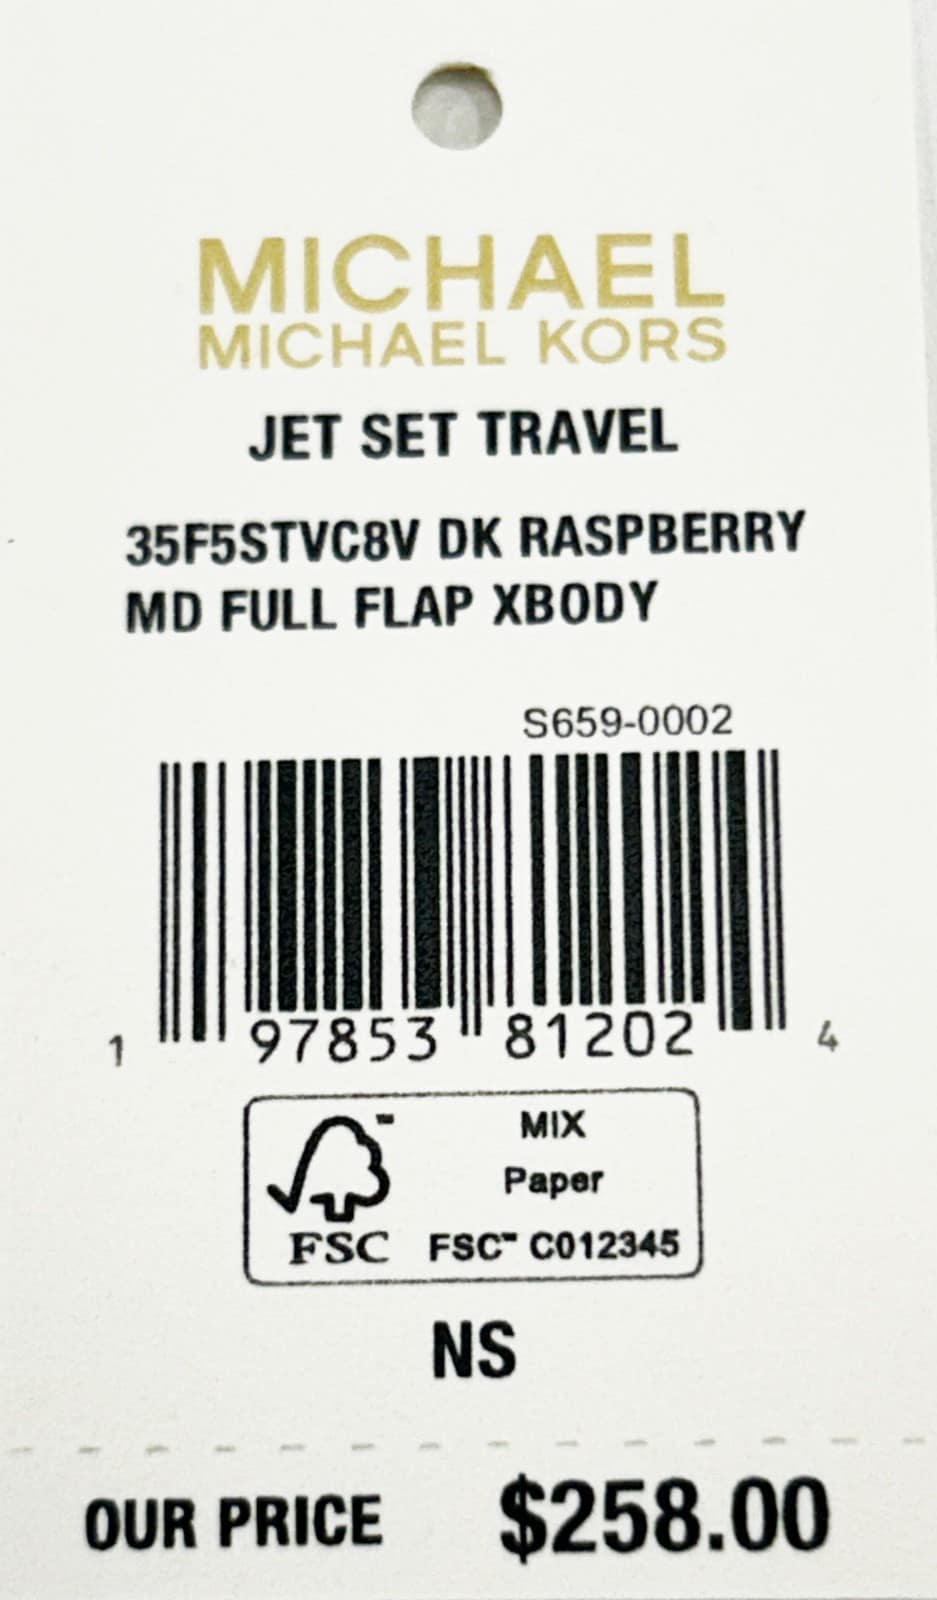 MICHAEL
MICHAEL KORS
JET SET TRAVEL
35F5STVC8V DK RASPBERRY
MD FULL FLAP XBODY
S659-0002
1 97853 81202 4
MIX
Paper
FSC™ C012345
FSC
NS
OUR PRICE $258.00